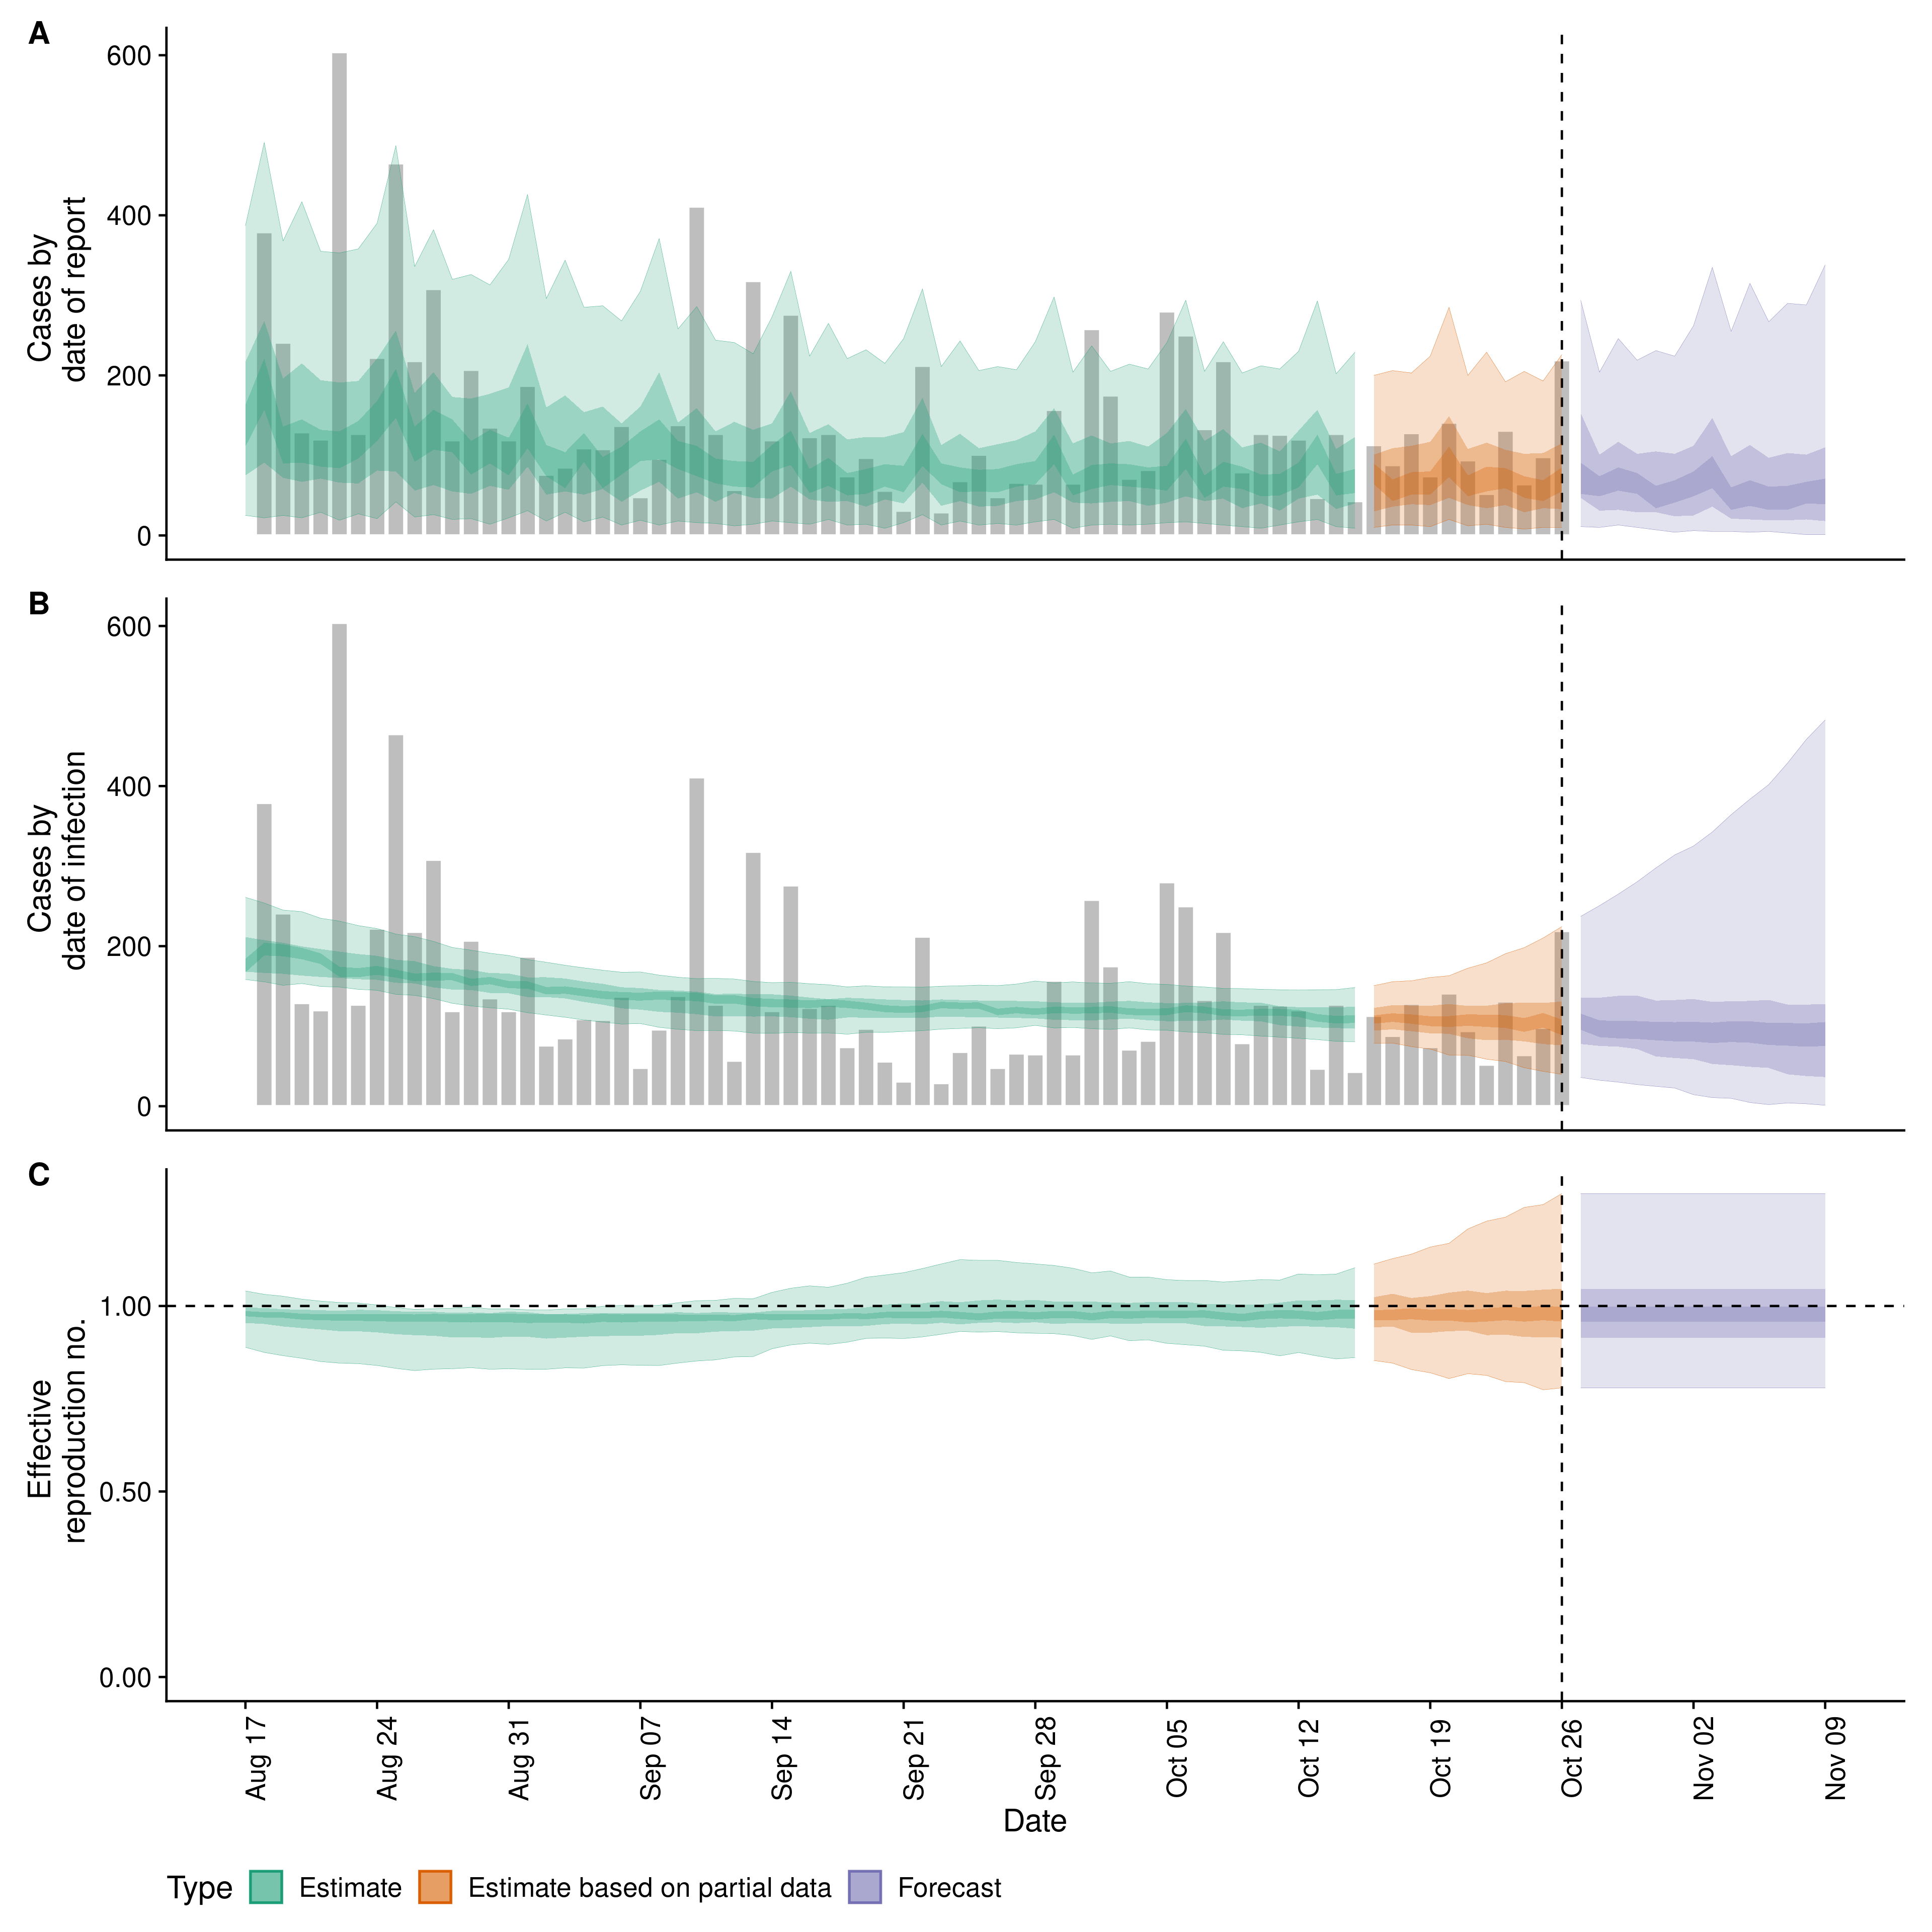 A
600
400
200
0
Cases by
date of report
B
600
400
200
0
Cases by
date of infection
C
1.00
0.50
0.00
Effective
reproduction no.
Aug 17
Aug 24
Aug 31
Sep 07
Sep 14
Sep 21
Sep 28
Oct 05
Oct 12
Oct 19
Oct 26
Nov 02
Nov 09
Date
Type Estimate Estimate based on partial data Forecast